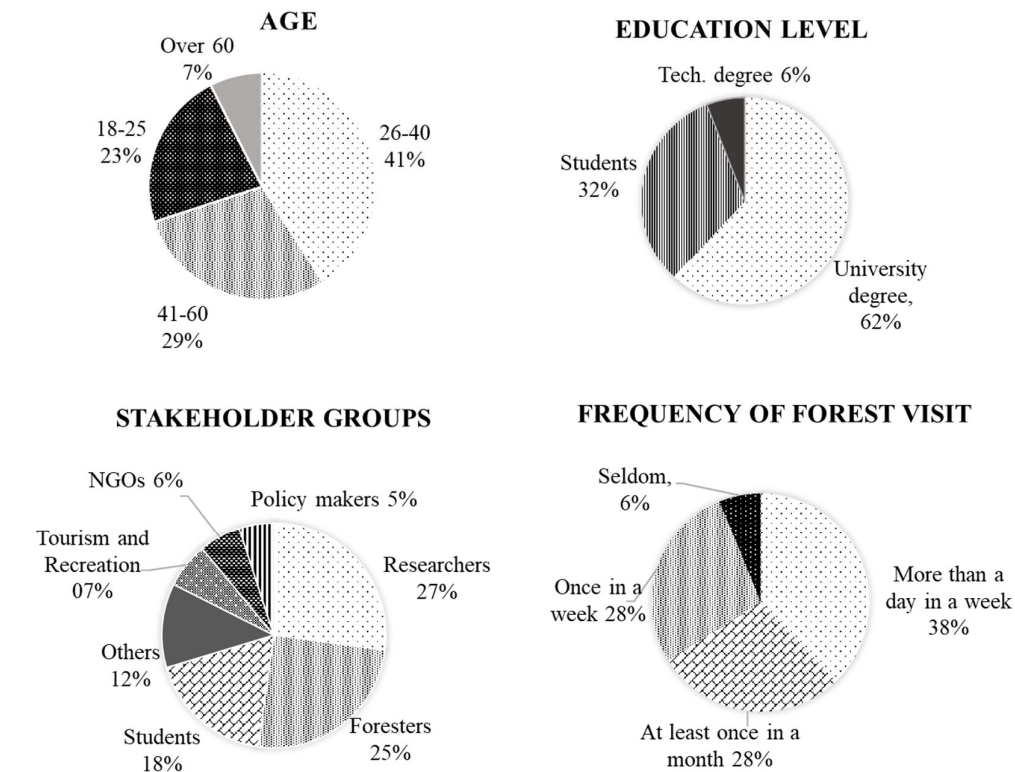 AGE
Over 60
7%
18-25
23%
26-40
41%
41-60
29%
EDUCATION LEVEL
Tech. degree 6%
Students
32%
University
degree,
62%
STAKEHOLDER GROUPS
NGOs 6%
Policy makers 5%
Tourism and
Recreation
07%
Researchers
27%
Others
12%
Students
18%
Foresters
25%
FREQUENCY OF FOREST VISIT
Seldom,
6%
Once in a
week 28%
More than a
day in a week
38%
At least once in a
month 28%